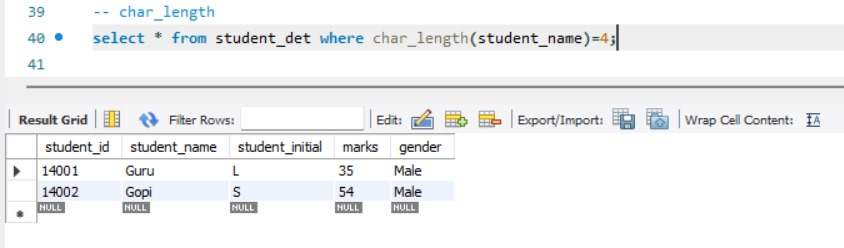 39 -- char_length
40 select * from student_det where char_length(student_name)=4;
41
Result Grid Filter Rows: Edit: Export/Import: Wrap Cell Content: IA
student_id student_name student_initial marks gender
14001 Guru L 35 Male
14002 Gopi S 54 Male
NULL NULL NULL NULL NULL